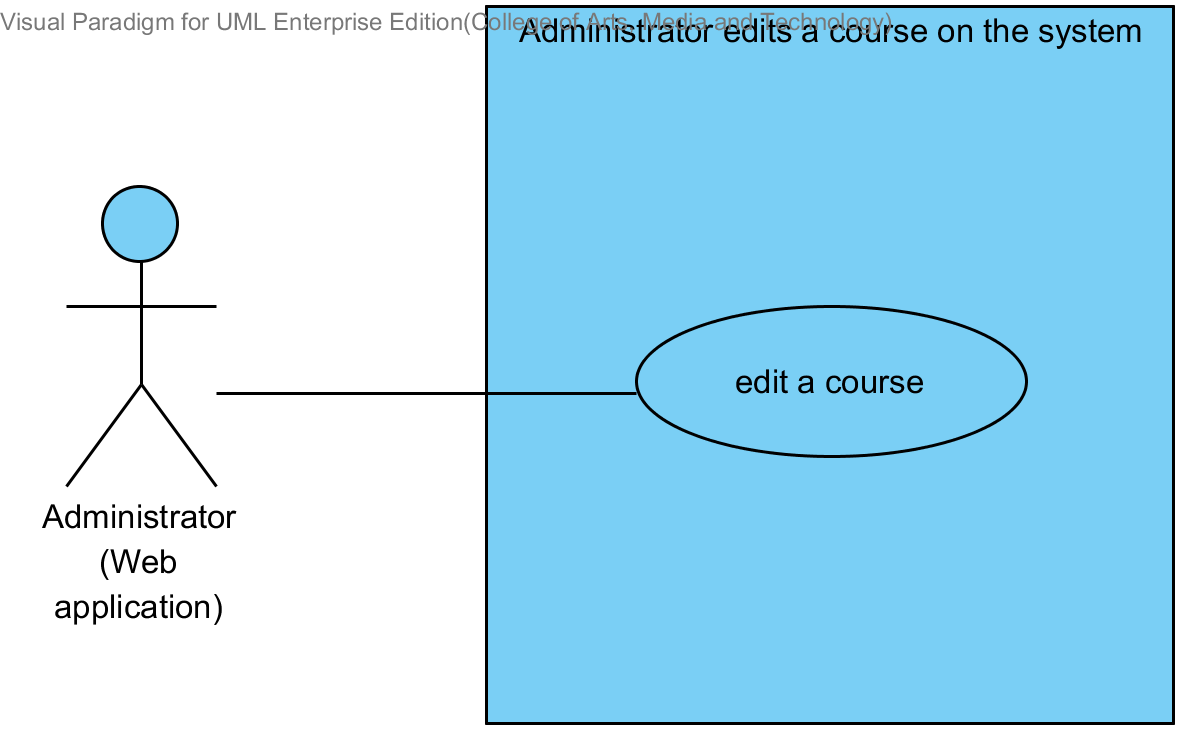 Visual Paradigm for UML Enterprise Edition(College of Arts, Media and Technology)
Administrator edits a course on the system
edit a course
Administrator
(Web
application)